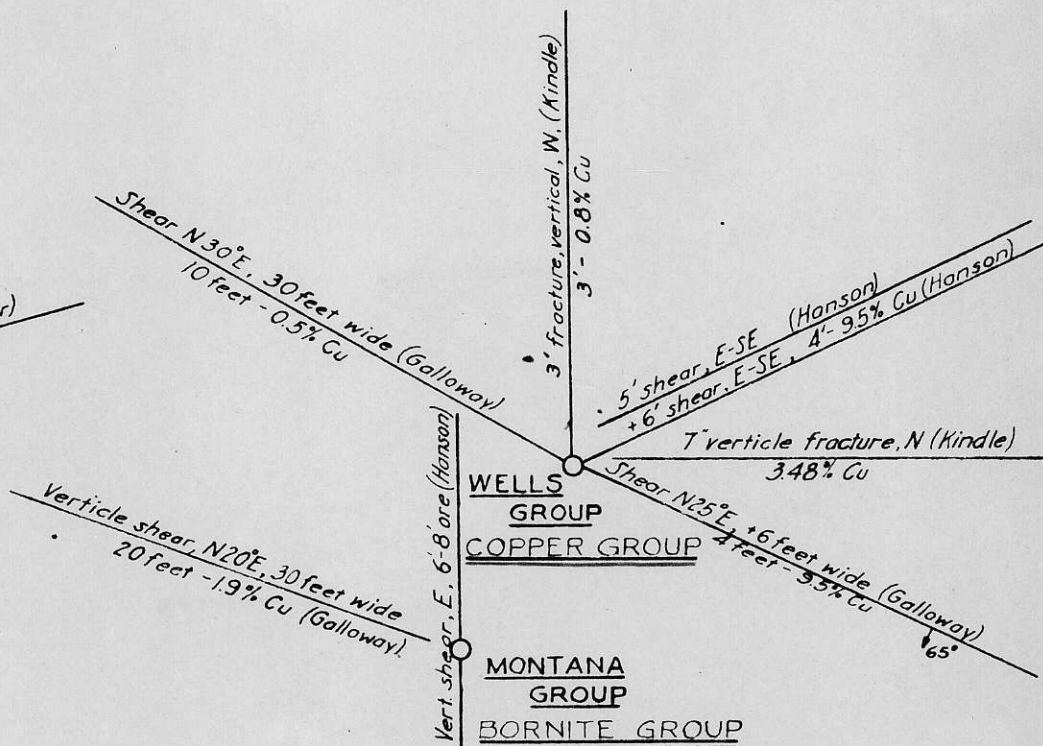 3' fracture, vertical, W. (Kindle)
3' - 0.8% Cu
Shear N30°E, 30 feet wide (Galloway)
10 feet - 0.5% Cu
5' shear, E-SE (Hanson)
+6' shear, E-SE, 4'- 9.5% Cu (Hanson)
7" verticle fracture, N (Kindle)
3.48% Cu
Shear N25°E, +6 feet wide (Galloway)
4 feet - 9.5% Cu
65°
WELLS
GROUP
COPPER GROUP
Verticle shear, N20°E, 30 feet wide
20 feet - 1.9% Cu (Galloway).
Vert. shear, E, 6-8' ore (Hanson)
MONTANA
GROUP
BORNITE GROUP